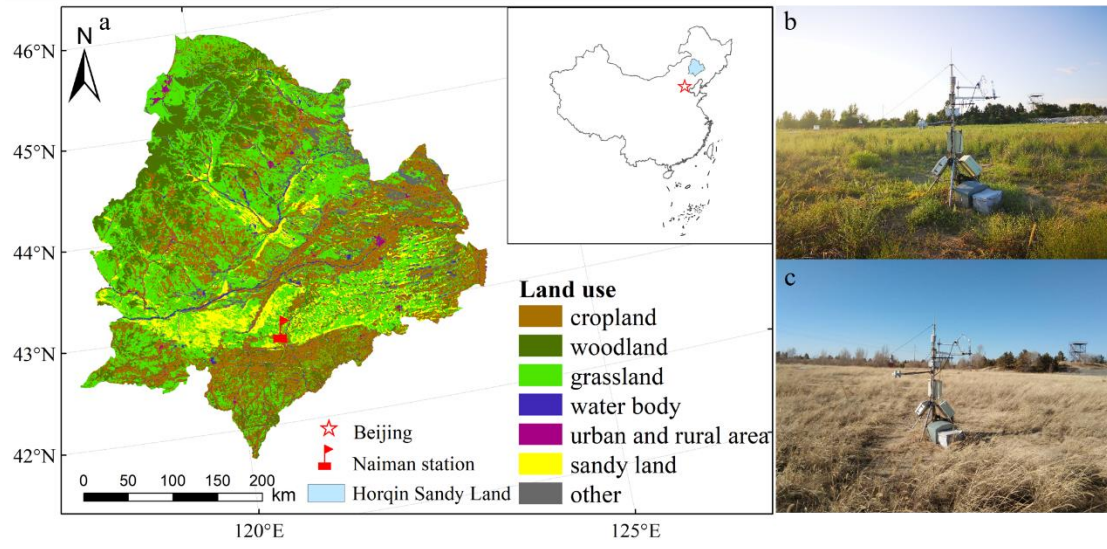 a
N
46°N
45°N
44°N
43°N
42°N
120°E
125°E
0 50 100 150 200
km
Beijing
Naiman station
Horqin Sandy Land
Land use
cropland
woodland
grassland
water body
urban and rural area
sandy land
other
b
c